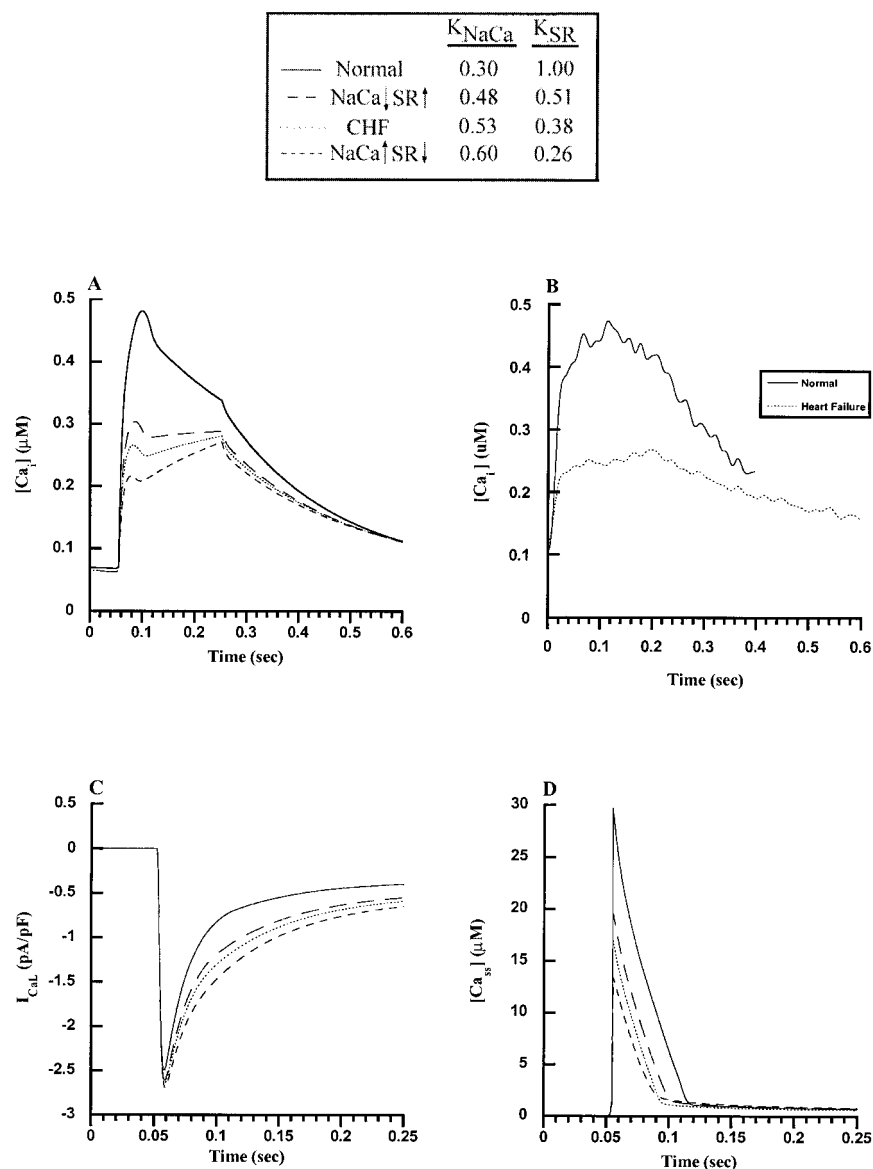 K_NaCa K_SR
Normal 0.30 1.00
NaCa↓SR↑ 0.48 0.51
CHF 0.53 0.38
NaCa↑SR↓ 0.60 0.26
A
0.5
0.4
0.3
0.2
0.1
0
[Ca_i] (μM)
0 0.1 0.2 0.3 0.4 0.5 0.6
Time (sec)
B
0.5
0.4
0.3
0.2
0.1
0
[Ca_i] (uM)
Normal
Heart Failure
0 0.1 0.2 0.3 0.4 0.5 0.6
Time (sec)
C
0.5
0
-0.5
-1
-1.5
-2
-2.5
-3
I_CaL (pA/pF)
0 0.05 0.1 0.15 0.2 0.25
Time (sec)
D
30
25
20
15
10
5
0
[Ca_ss] (μM)
0 0.05 0.1 0.15 0.2 0.25
Time (sec)